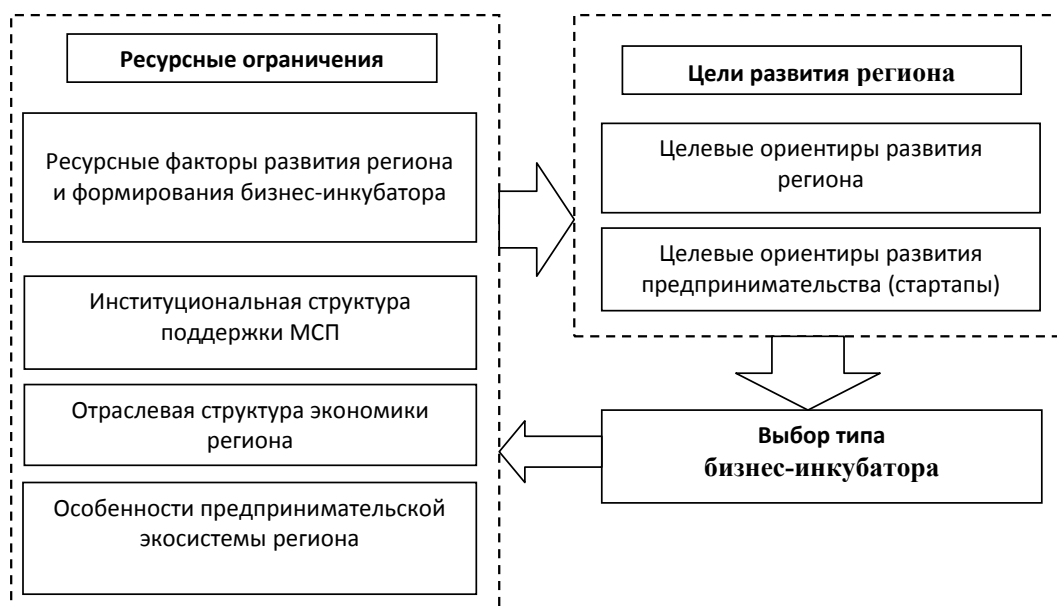 Ресурсные ограничения
Ресурсные факторы развития региона
и формирования бизнес-инкубатора
Институциональная структура
поддержки МСП
Отраслевая структура экономики
региона
Особенности предпринимательской
экосистемы региона
Цели развития региона
Целевые ориентиры развития
региона
Целевые ориентиры развития
предпринимательства (стартапы)
Выбор типа
бизнес-инкубатора